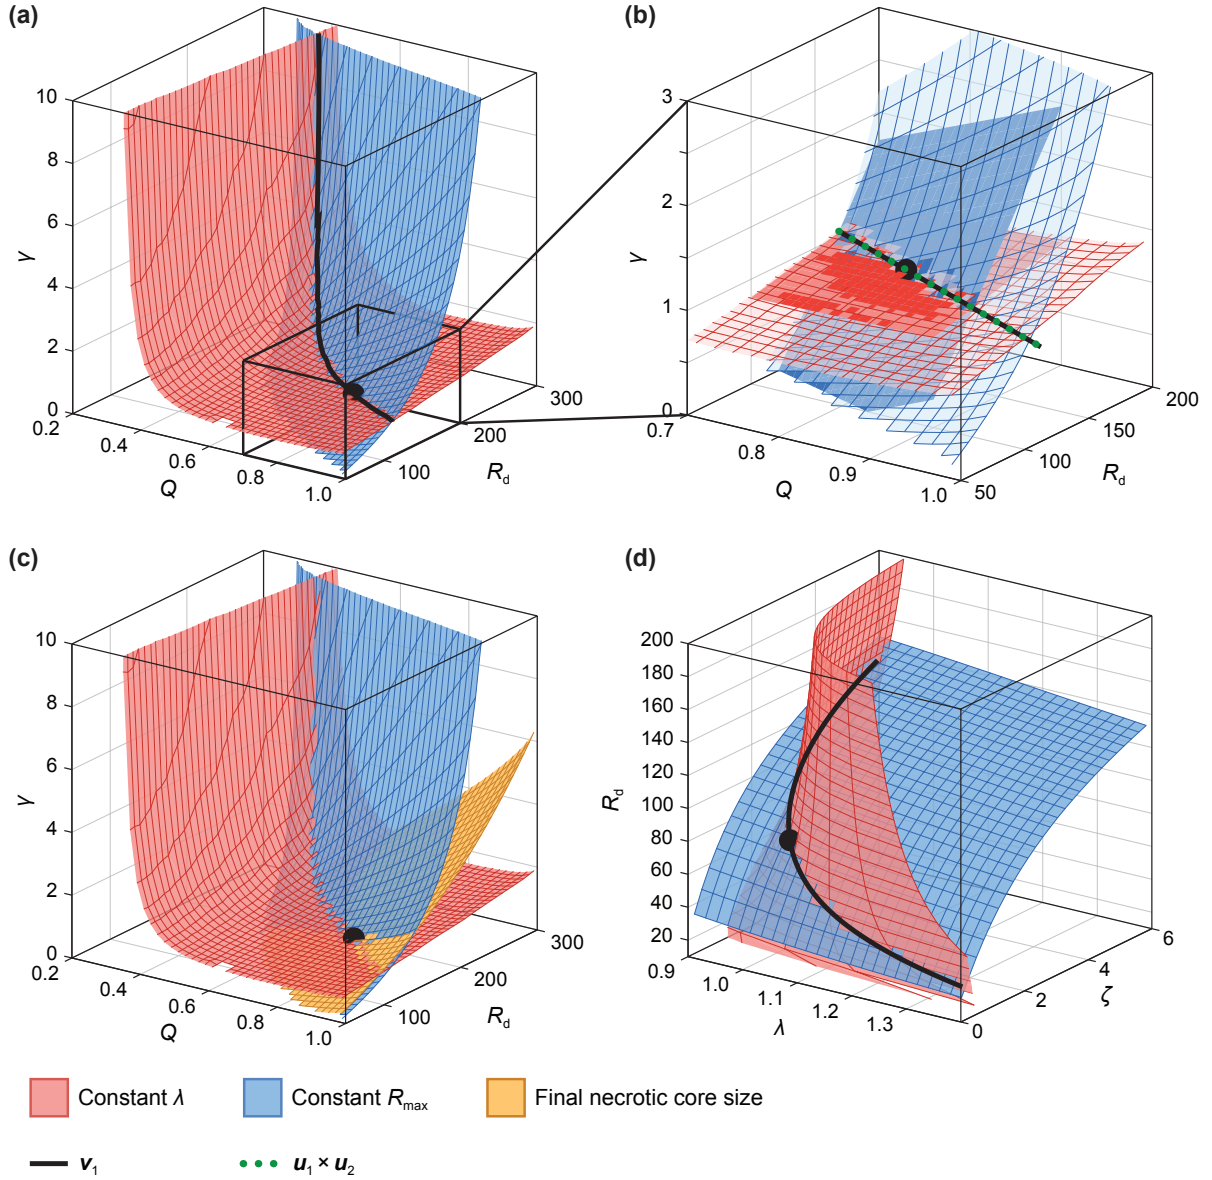 (a)
10
8
6
γ
4
2
0
0.2
0.4
0.6
Q
0.8
1.0
100
200
300
R_d
(b)
3
2
γ
1
0
0.7
0.8
Q
0.9
1.0
50
100
150
200
R_d
(c)
10
8
6
γ
4
2
0
0.2
0.4
0.6
Q
0.8
1.0
100
200
300
R_d
(d)
200
180
160
140
120
R_d
100
80
60
40
20
0.9
1.0
1.1
λ
1.2
1.3
0
2
4
6
ζ
Constant λ
Constant R_max
Final necrotic core size
v_1
u_1 × u_2